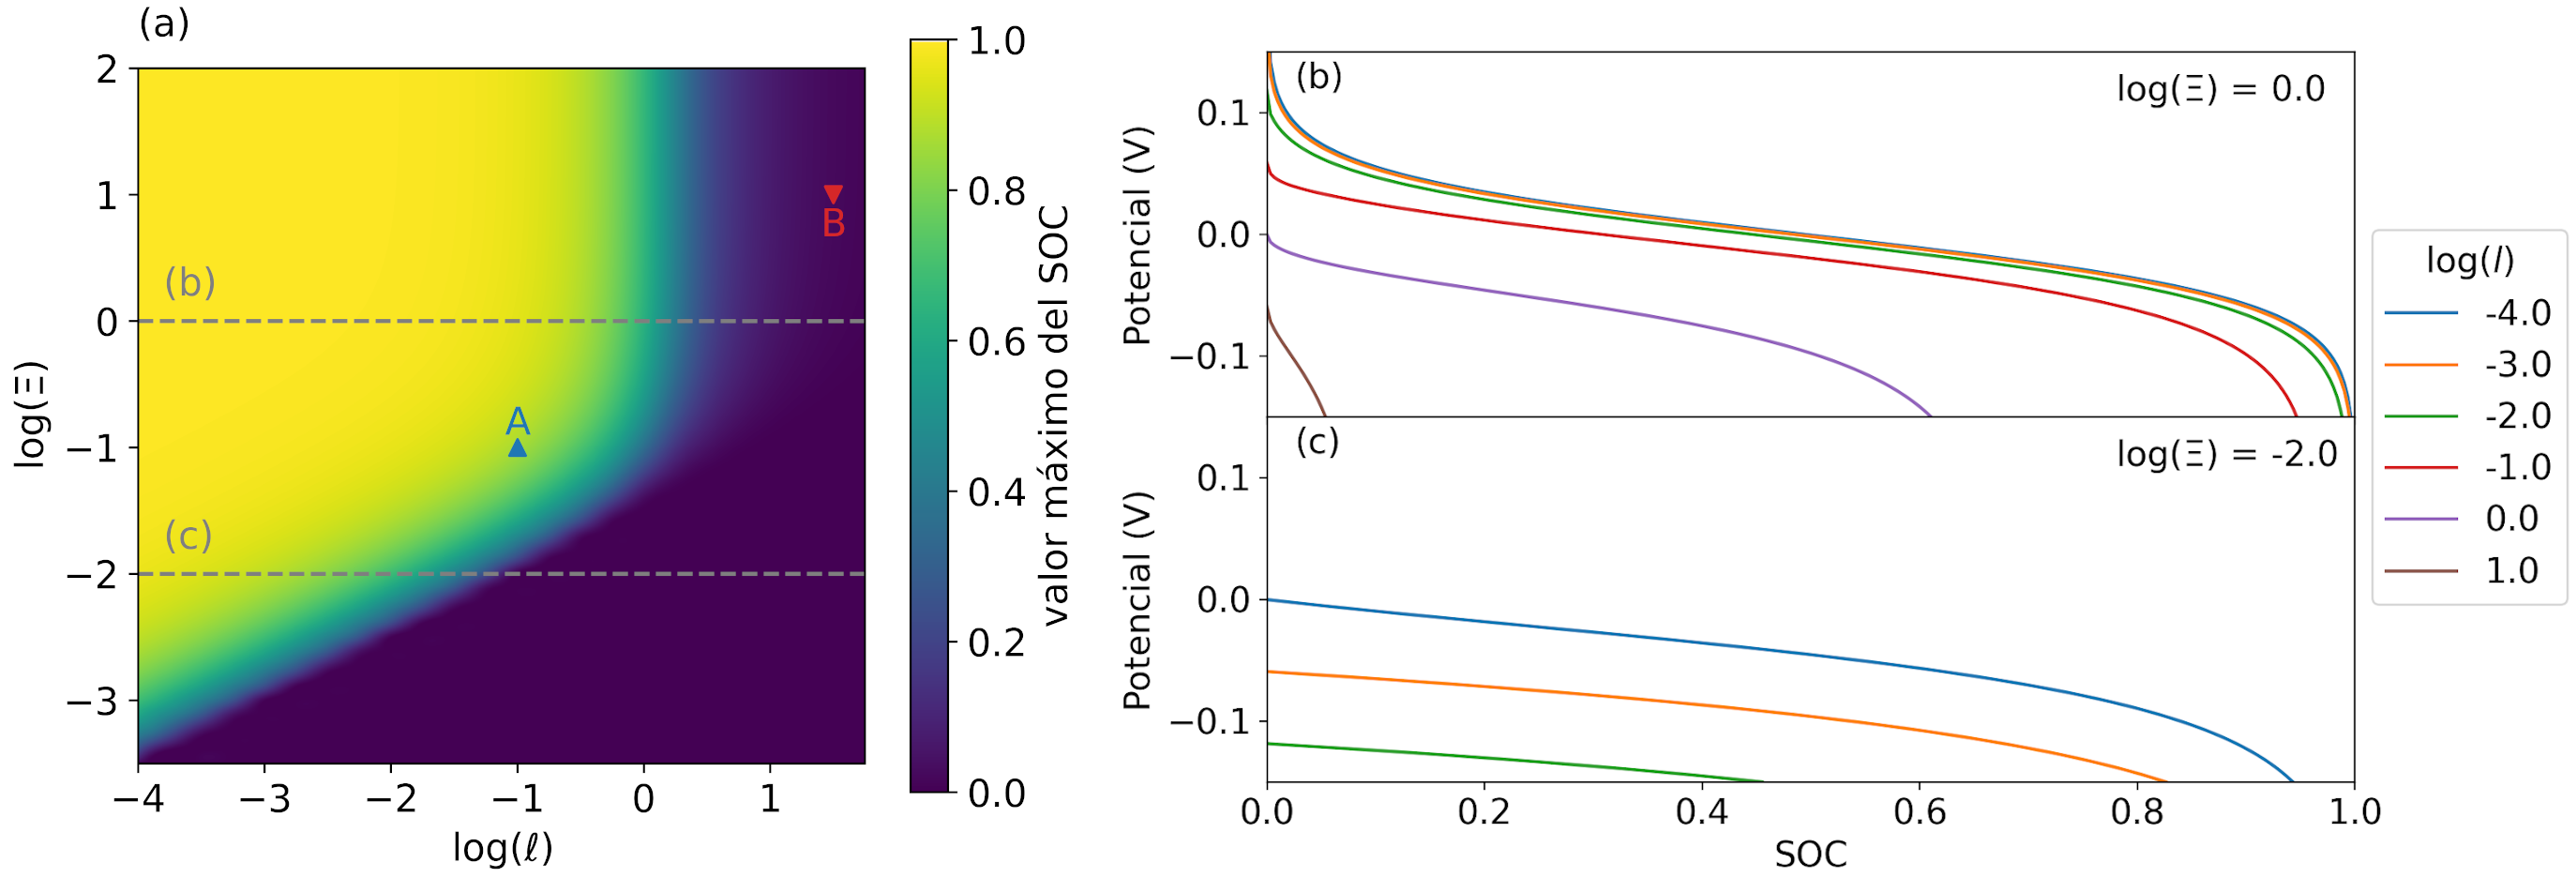 (a)
2
1
0
−1
−2
−3
log(Ξ)
(b)
(c)
A
B
−4
−3
−2
−1
0
1
log(ℓ)
1.0
0.8
0.6
0.4
0.2
0.0
valor máximo del SOC
(b)
log(Ξ) = 0.0
0.1
0.0
−0.1
Potencial (V)
(c)
log(Ξ) = -2.0
0.1
0.0
−0.1
Potencial (V)
0.0
0.2
0.4
0.6
0.8
1.0
SOC
log(l)
-4.0
-3.0
-2.0
-1.0
0.0
1.0